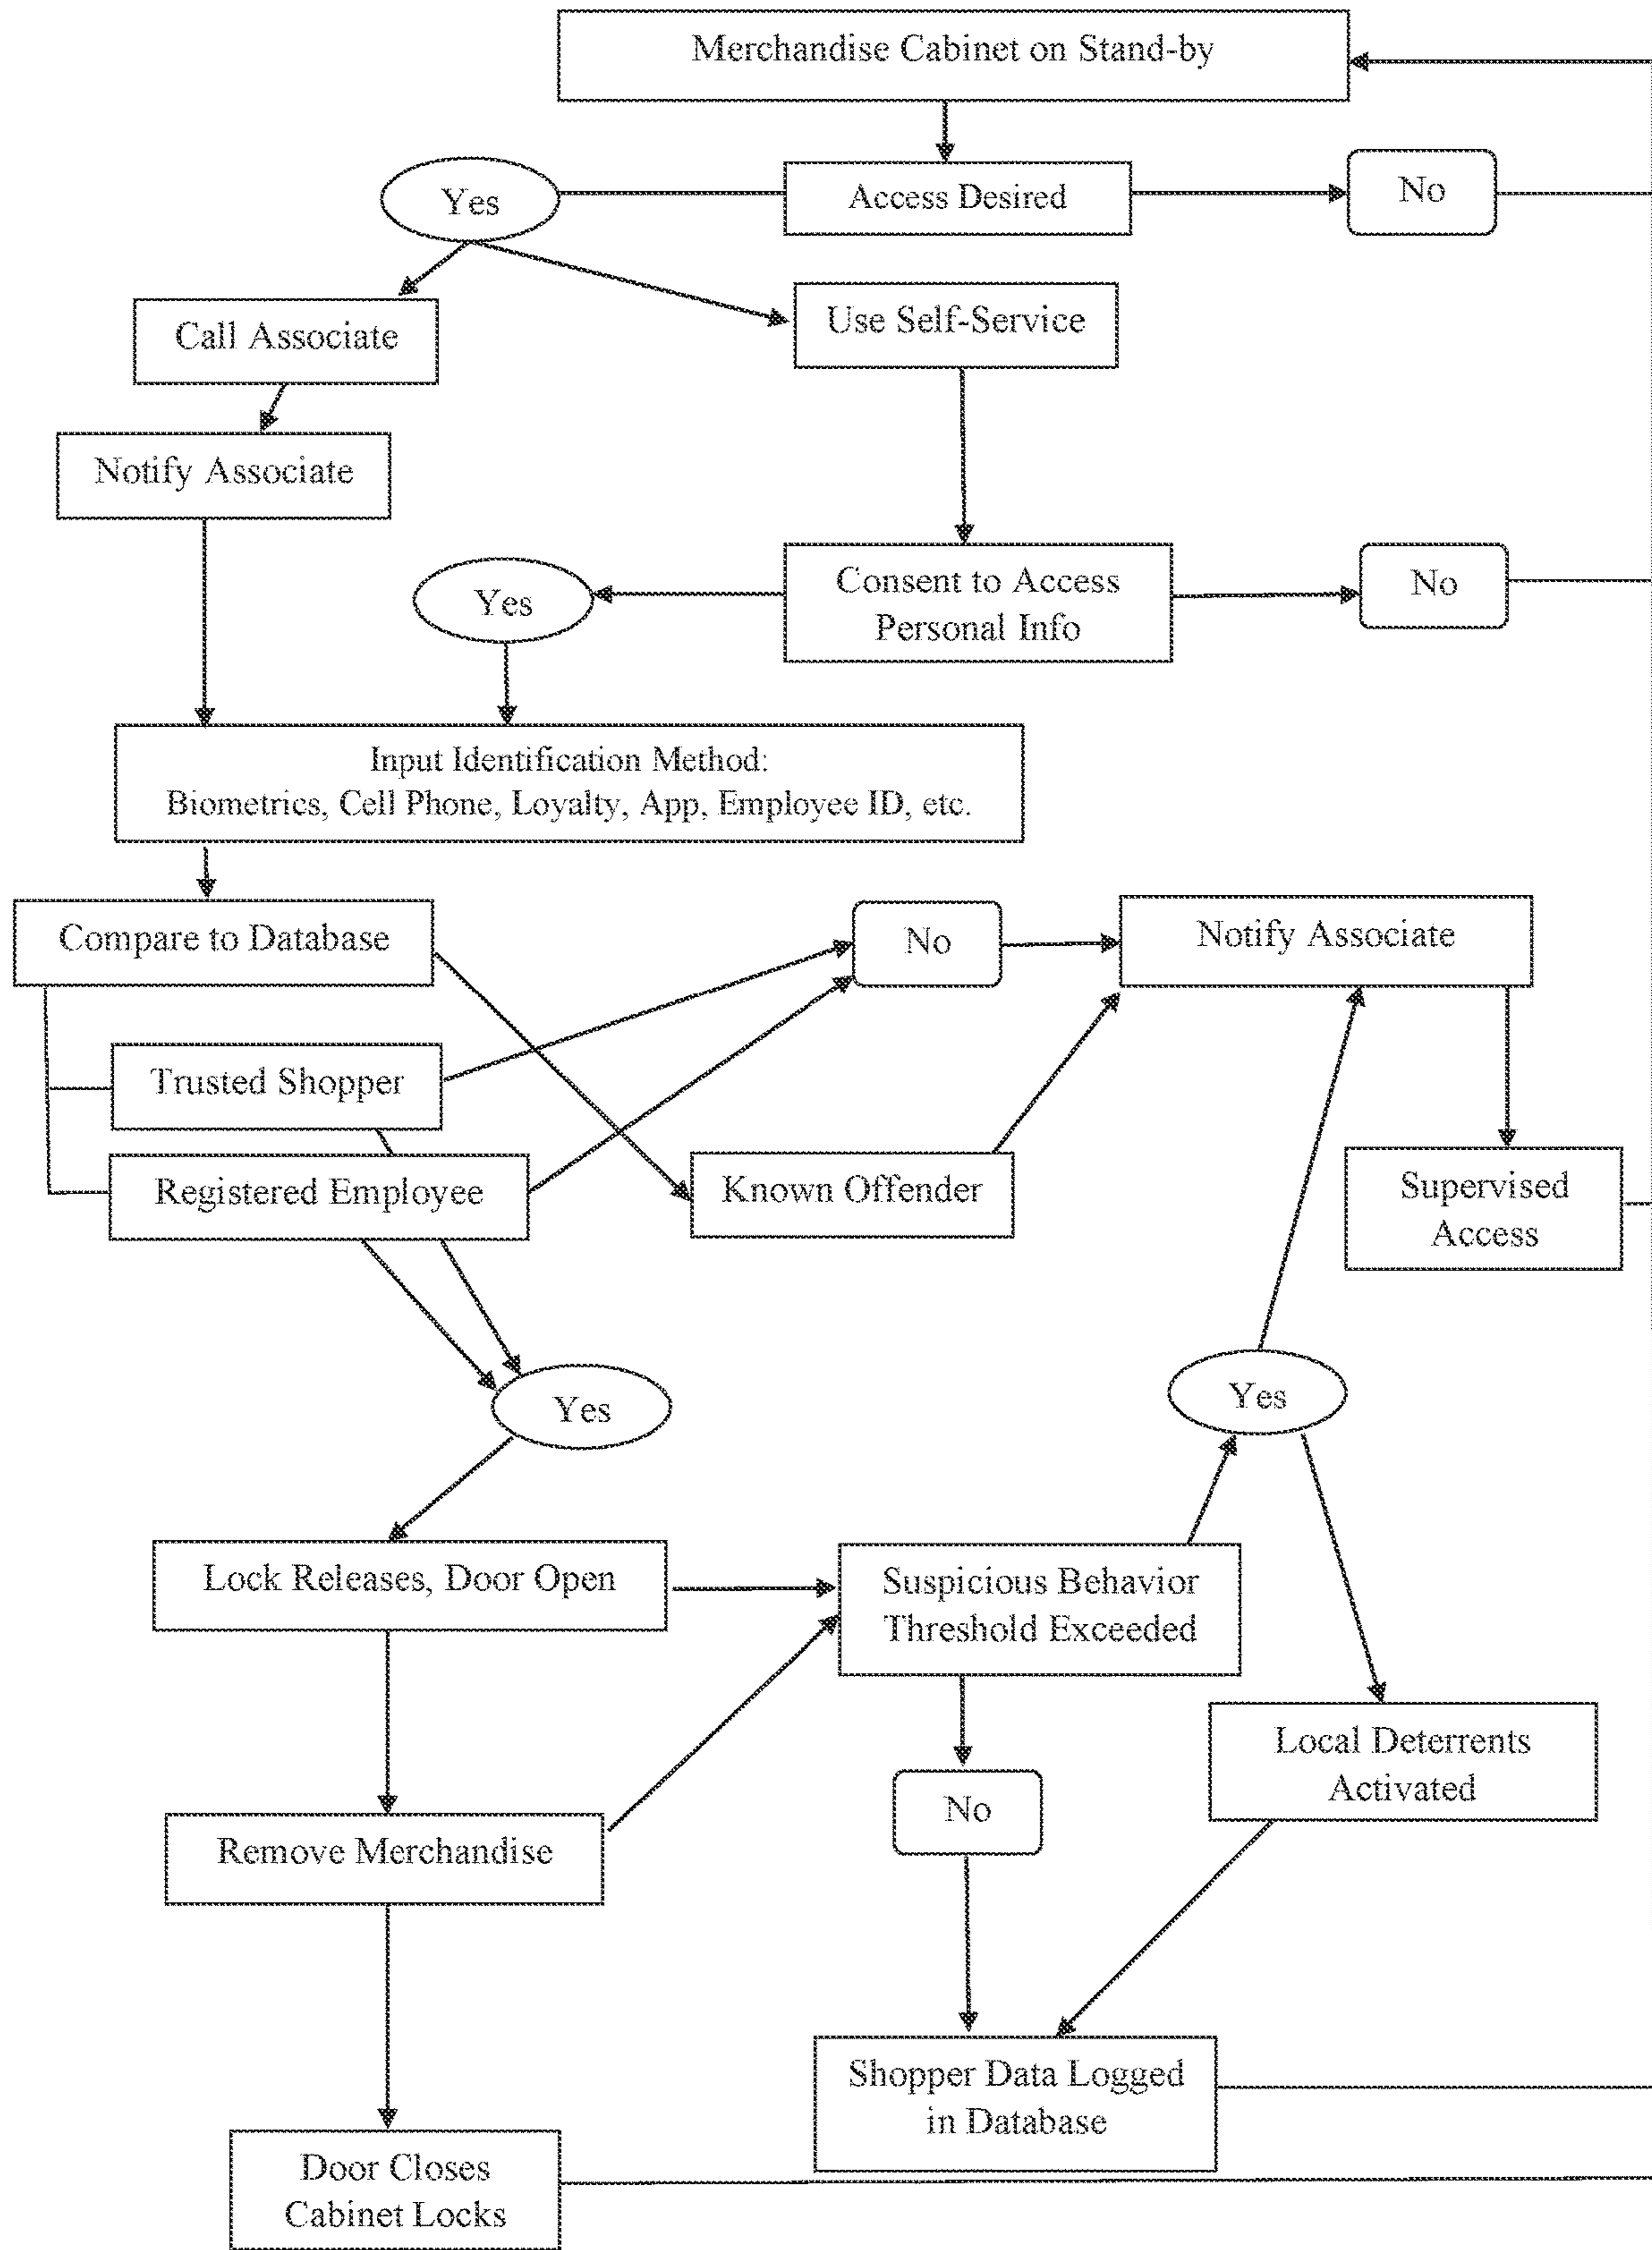 Merchandise Cabinet on Stand-by
Yes
Access Desired
No
Call Associate
Use Self-Service
Notify Associate
Yes
Consent to Access
Personal Info
No
Input Identification Method:
Biometrics, Cell Phone, Loyalty, App, Employee ID, etc.
Compare to Database
No
Notify Associate
Trusted Shopper
Registered Employee
Known Offender
Supervised
Access
Yes
Yes
Lock Releases, Door Open
Suspicious Behavior
Threshold Exceeded
Local Deterrents
Activated
No
Remove Merchandise
Shopper Data Logged
in Database
Door Closes
Cabinet Locks